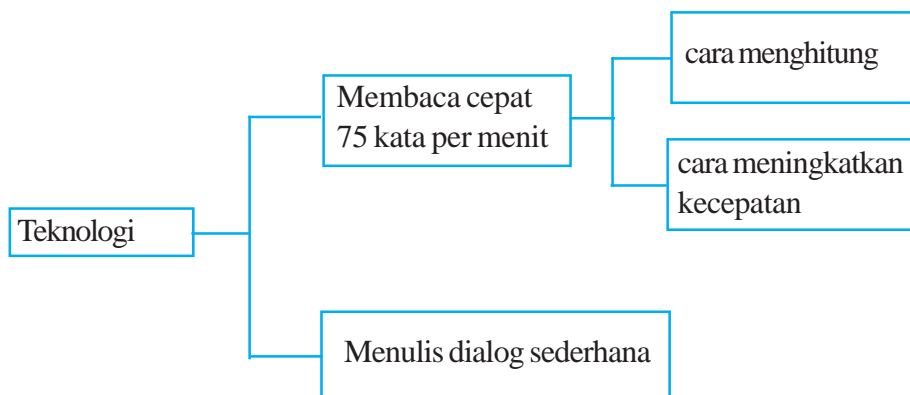 Teknologi
Membaca cepat
75 kata per menit
cara menghitung
cara meningkatkan
kecepatan
Menulis dialog sederhana